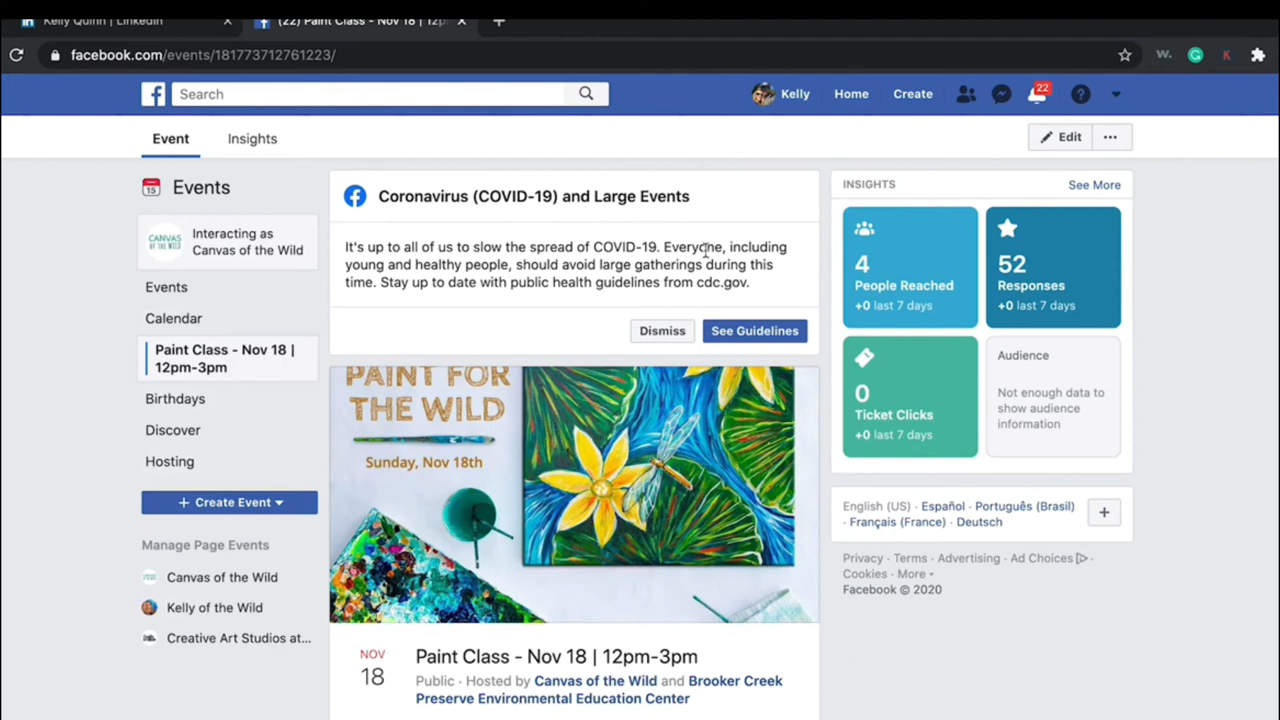 Kelly Quinn | LinkedIn
(22) Paint Class - Nov 18 | 12p
facebook.com/events/181773712761223/
Search
Kelly
Home
Create
22
Event
Insights
Edit
15
Events
CANVAS
OF THE WILD
Interacting as
Canvas of the Wild
Events
Calendar
Paint Class - Nov 18 |
12pm-3pm
Birthdays
Discover
Hosting
+ Create Event
Manage Page Events
Canvas of the Wild
Kelly of the Wild
Creative Art Studios at...
Coronavirus (COVID-19) and Large Events
It's up to all of us to slow the spread of COVID-19. Everyone, including
young and healthy people, should avoid large gatherings during this
time. Stay up to date with public health guidelines from cdc.gov.
Dismiss
See Guidelines
PAINT FOR
THE WILD
Sunday, Nov 18th
NOV
18
Paint Class - Nov 18 | 12pm-3pm
Public · Hosted by Canvas of the Wild and Brooker Creek
Preserve Environmental Education Center
INSIGHTS
See More
4
People Reached
+0 last 7 days
52
Responses
+0 last 7 days
0
Ticket Clicks
+0 last 7 days
Audience
Not enough data to
show audience
information
English (US) · Español · Português (Brasil) ·
Français (France) · Deutsch
Privacy · Terms · Advertising · Ad Choices ·
Cookies · More
Facebook © 2020